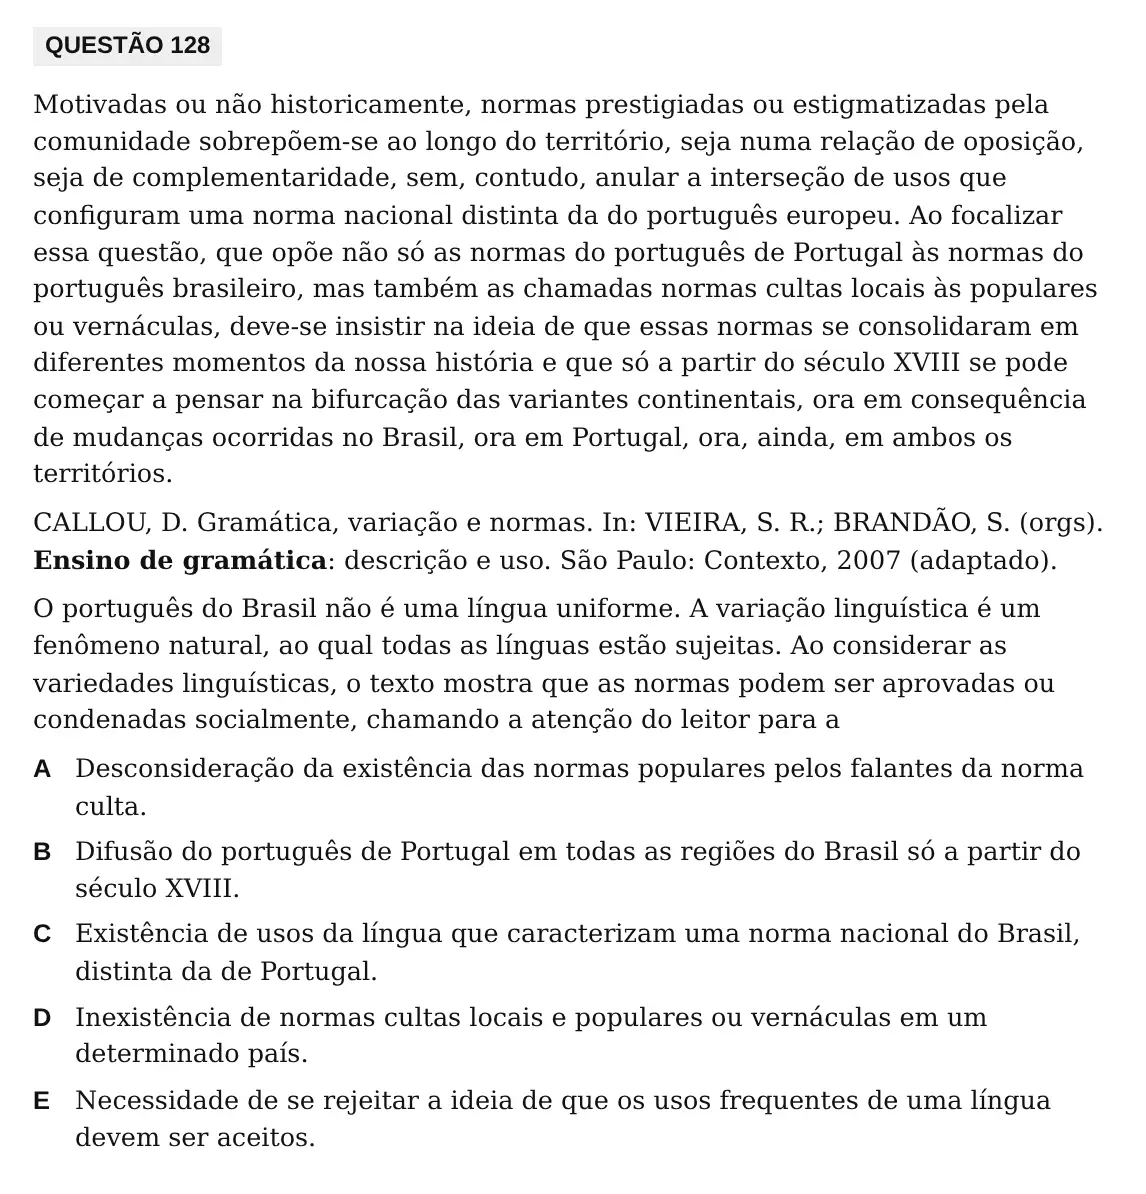 QUESTÃO 128
Motivadas ou não historicamente, normas prestigiadas ou estigmatizadas pela
comunidade sobrepõem-se ao longo do território, seja numa relação de oposição,
seja de complementaridade, sem, contudo, anular a interseção de usos que
configuram uma norma nacional distinta da do português europeu. Ao focalizar
essa questão, que opõe não só as normas do português de Portugal às normas do
português brasileiro, mas também as chamadas normas cultas locais às populares
ou vernáculas, deve-se insistir na ideia de que essas normas se consolidaram em
diferentes momentos da nossa história e que só a partir do século XVIII se pode
começar a pensar na bifurcação das variantes continentais, ora em consequência
de mudanças ocorridas no Brasil, ora em Portugal, ora, ainda, em ambos os
territórios.
CALLOU, D. Gramática, variação e normas. In: VIEIRA, S. R.; BRANDÃO, S. (orgs).
Ensino de gramática: descrição e uso. São Paulo: Contexto, 2007 (adaptado).
O português do Brasil não é uma língua uniforme. A variação linguística é um
fenômeno natural, ao qual todas as línguas estão sujeitas. Ao considerar as
variedades linguísticas, o texto mostra que as normas podem ser aprovadas ou
condenadas socialmente, chamando a atenção do leitor para a
A Desconsideração da existência das normas populares pelos falantes da norma
culta.
B Difusão do português de Portugal em todas as regiões do Brasil só a partir do
século XVIII.
C Existência de usos da língua que caracterizam uma norma nacional do Brasil,
distinta da de Portugal.
D Inexistência de normas cultas locais e populares ou vernáculas em um
determinado país.
E Necessidade de se rejeitar a ideia de que os usos frequentes de uma língua
devem ser aceitos.